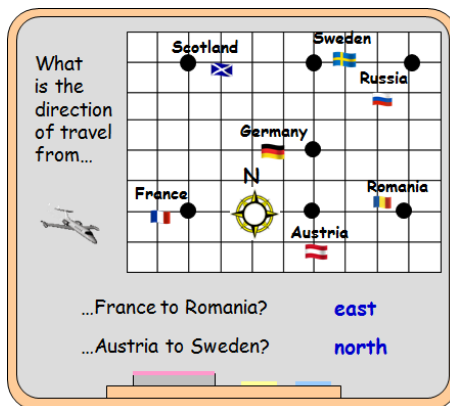 What
is the
direction
of travel
from...
Scotland
Sweden
Russia
Germany
N
France
Romania
Austria
...France to Romania? east
...Austria to Sweden? north